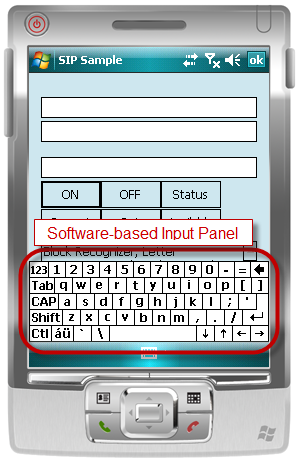 SIP Sample ok
ON OFF Status
Software-based Input Panel
Block Recognizer, Letter
123 1 2 3 4 5 6 7 8 9 0 - =
Tab q w e r t y u i o p [ ]
CAP a s d f g h j k l ; '
Shift z x c v b n m , . /
Ctl áü ` \